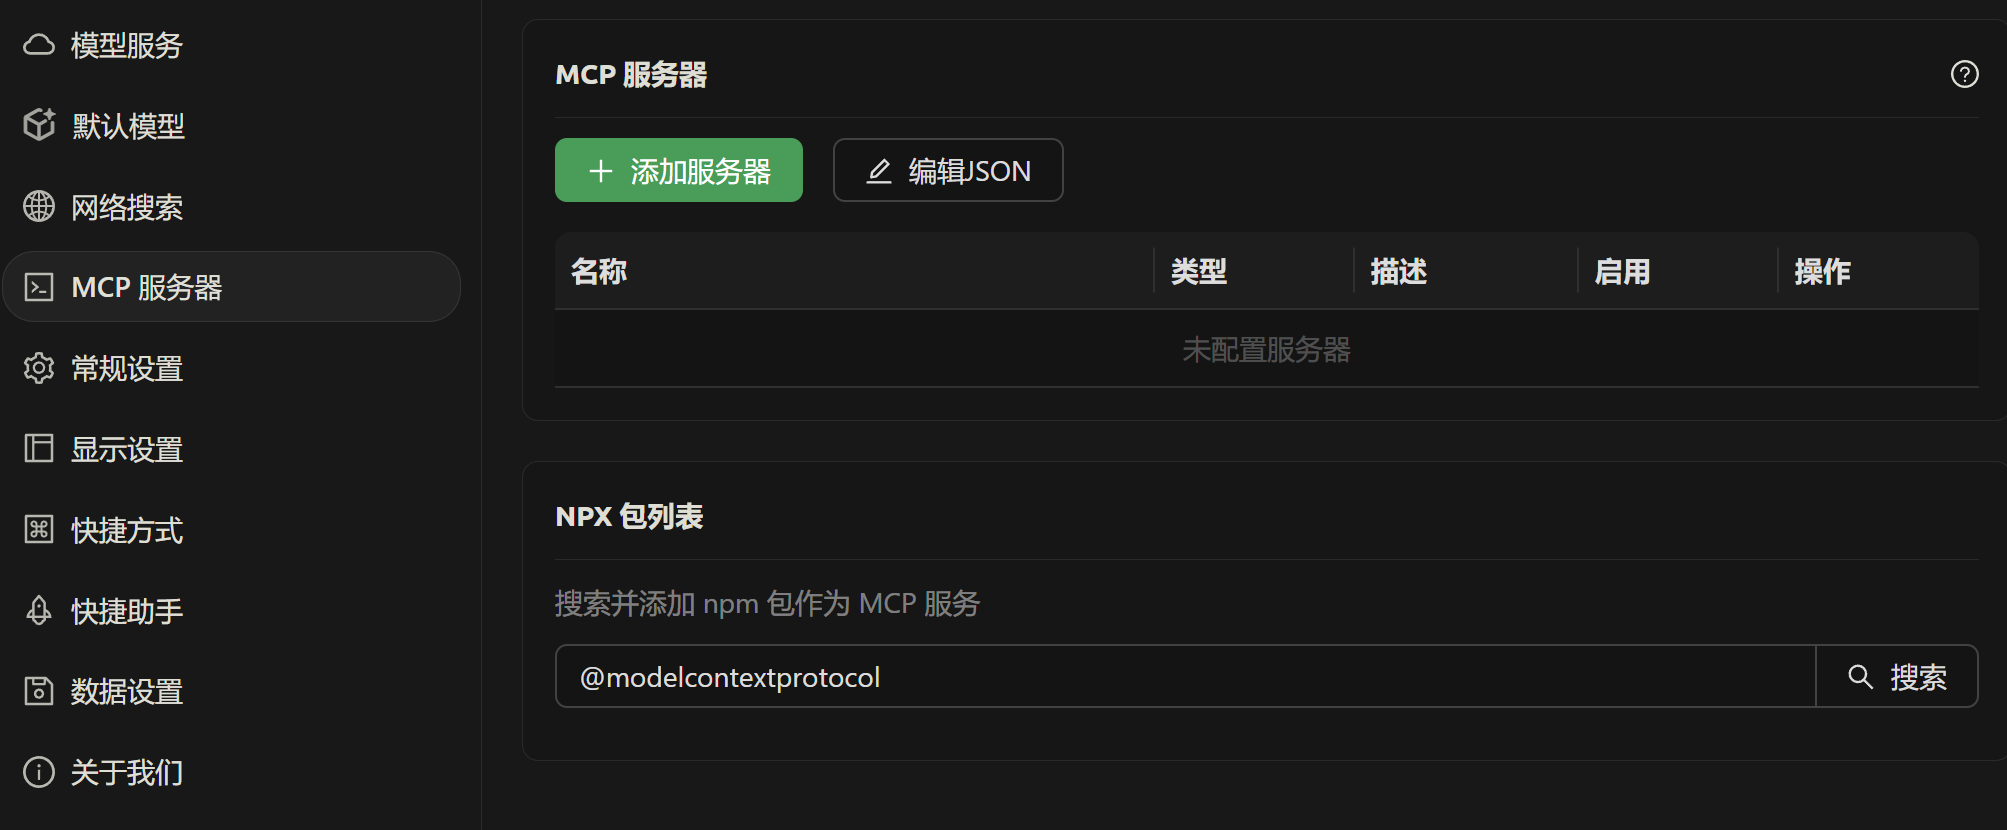 模型服务
默认模型
网络搜索
MCP 服务器
常规设置
显示设置
快捷方式
快捷助手
数据设置
关于我们
MCP 服务器
添加服务器
编辑JSON
名称 类型 描述 启用 操作
未配置服务器
NPX 包列表
搜索并添加 npm 包作为 MCP 服务
@modelcontextprotocol
搜索